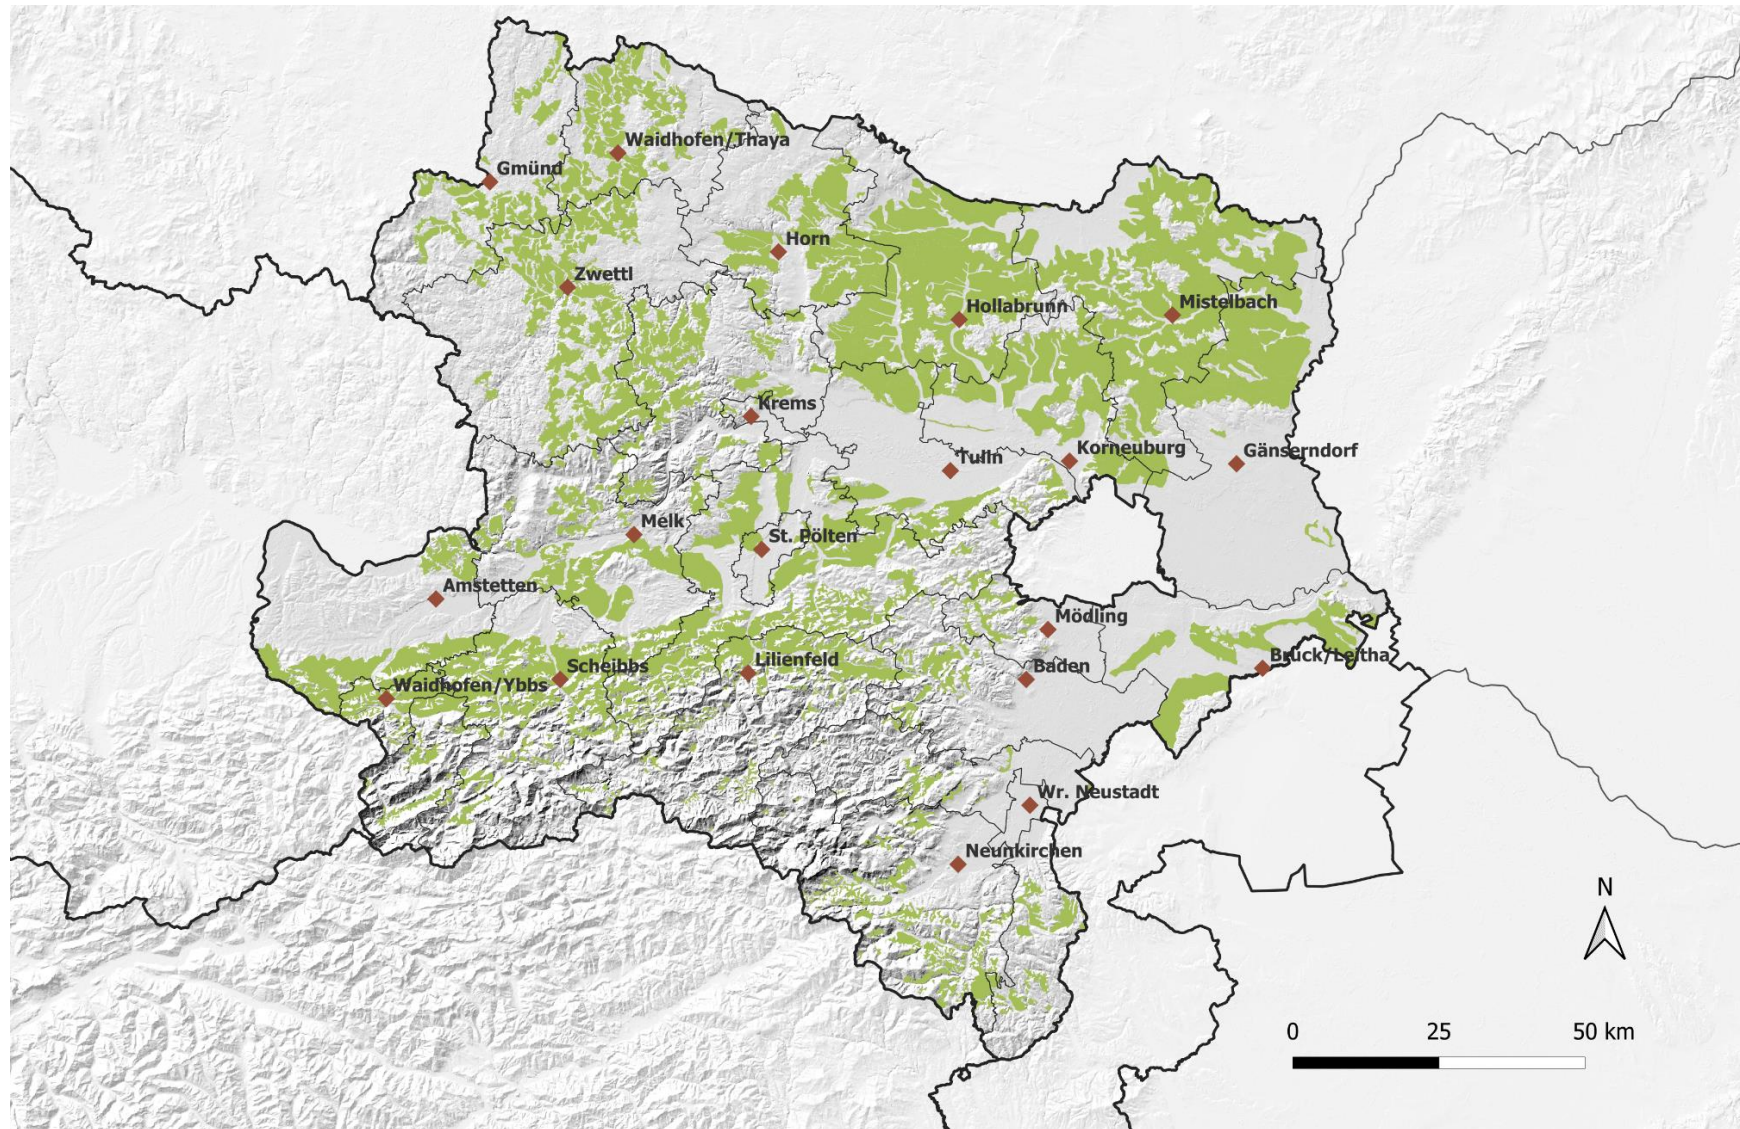 Waidhofen/Thaya
Gmünd
Horn
Zwettl
Hollabrunn
Mistelbach
Krems
Tulln
Korneuburg
Gänserndorf
Melk
St. Pölten
Amstetten
Mödling
Scheibbs
Lilienfeld
Baden
Bruck/Leitha
Waidhofen/Ybbs
Wr. Neustadt
Neunkirchen
N
0 25 50 km